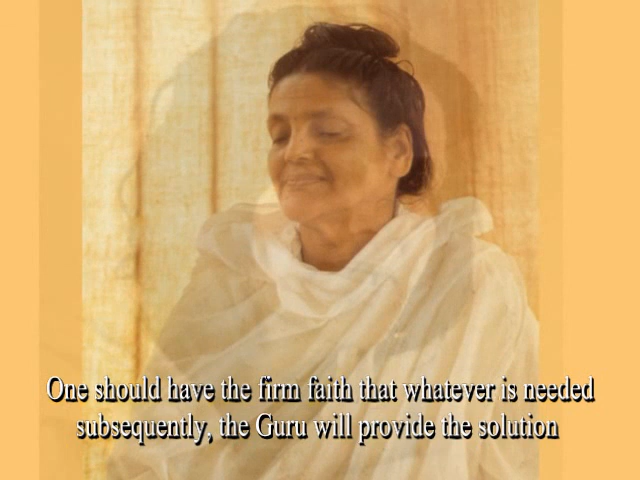 One should have the firm faith that whatever is needed
subsequently, the Guru will provide the solution